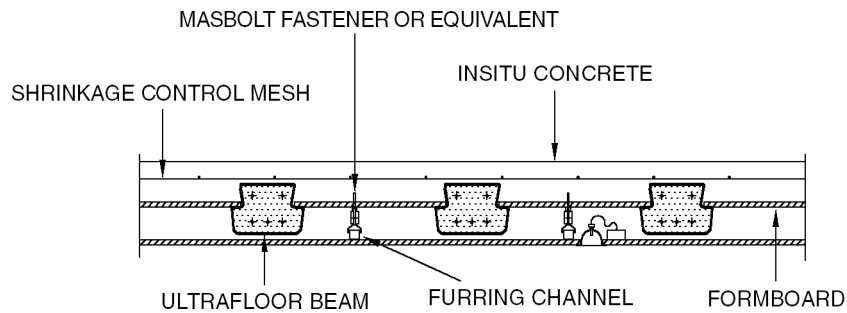 MASBOLT FASTENER OR EQUIVALENT
INSITU CONCRETE
SHRINKAGE CONTROL MESH
ULTRAFLOOR BEAM
FURRING CHANNEL
FORMBOARD